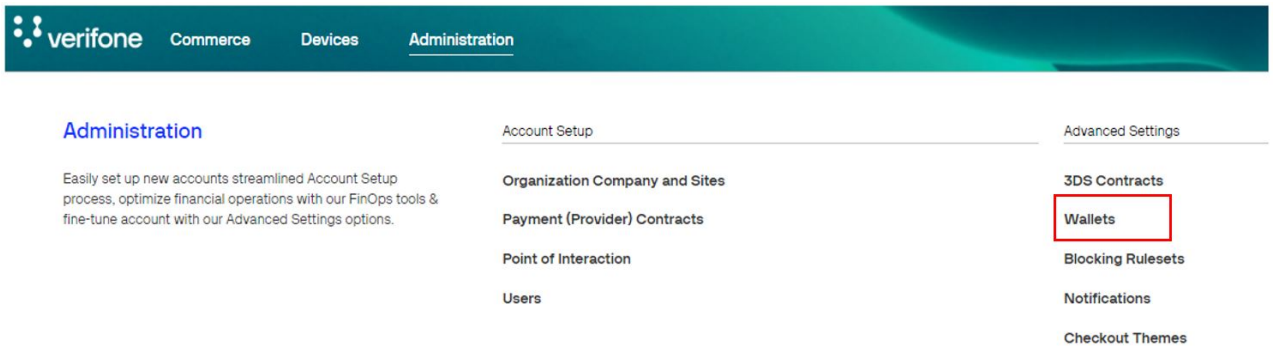 verifone Commerce Devices Administration
Administration
Easily set up new accounts streamlined Account Setup
process, optimize financial operations with our FinOps tools &
fine-tune account with our Advanced Settings options.
Account Setup
Organization Company and Sites
Payment (Provider) Contracts
Point of Interaction
Users
Advanced Settings
3DS Contracts
Wallets
Blocking Rulesets
Notifications
Checkout Themes